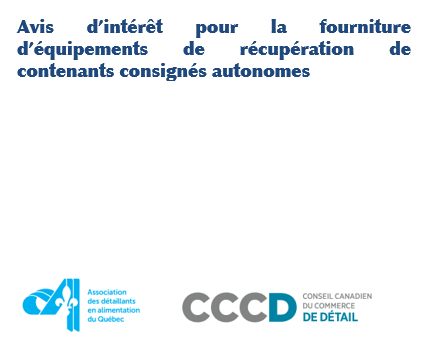 Avis d'intérêt pour la fourniture
d'équipements de récupération de
contenants consignés autonomes
Association
des détaillants
en alimentation
du Québec
CCCD
CONSEIL CANADIEN
DU COMMERCE
DE DÉTAIL